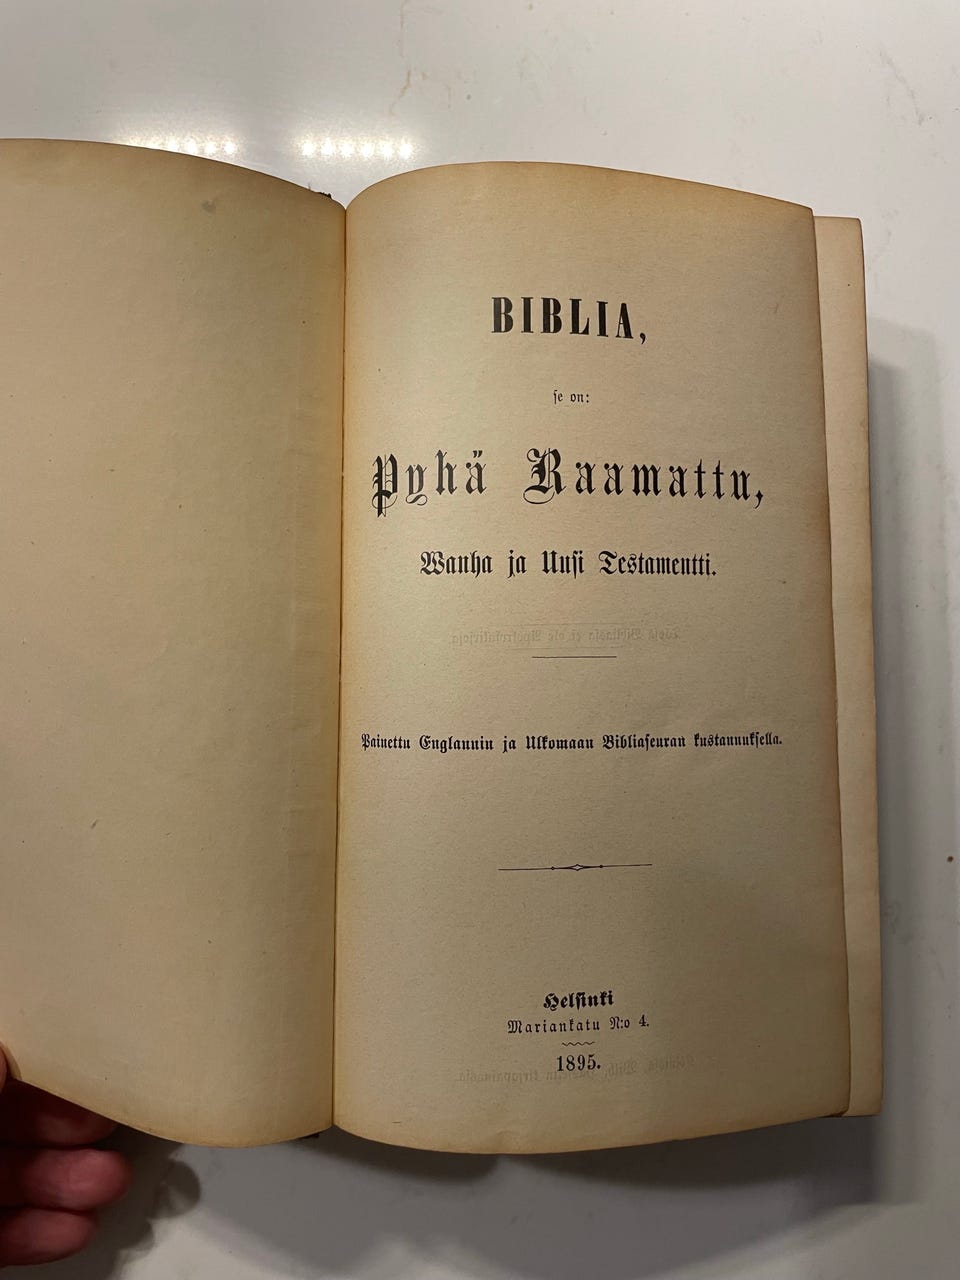 BIBLIA,
se on:
Pyhä Raamattu,
Wanha ja Uusi Testamentti.
Painettu Englannin ja Ulkomaan Bibliaseuran kustannuksella.
Helsinki
Mariankatu N:o 4.
1895.